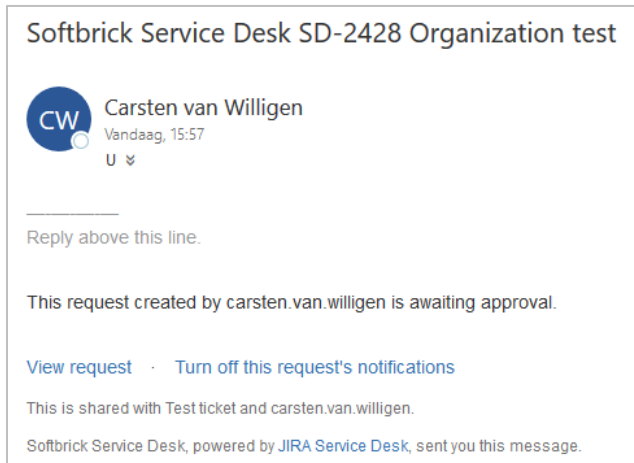 Softbrick Service Desk SD-2428 Organization test
CW
Carsten van Willigen
Vandaag, 15:57
U
Reply above this line.
This request created by carsten.van.willigen is awaiting approval.
View request · Turn off this request's notifications
This is shared with Test ticket and carsten.van.willigen.
Softbrick Service Desk, powered by JIRA Service Desk, sent you this message.